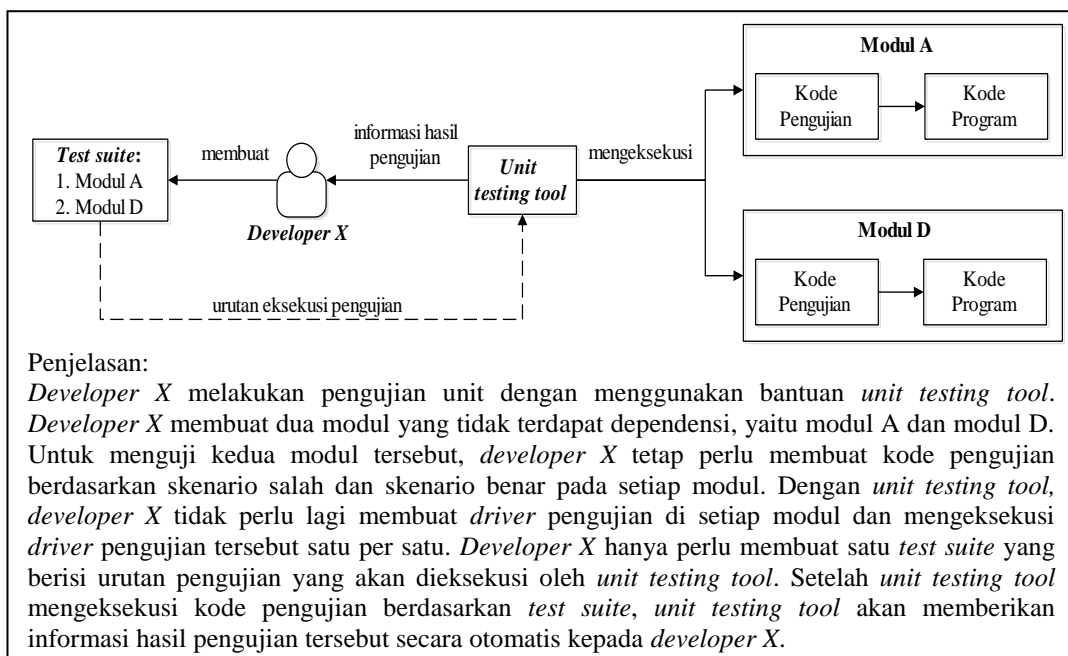 Modul A
Kode
Pengujian
Kode
Program
informasi hasil
pengujian
membuat
mengeksekusi
Test suite:
1. Modul A
2. Modul D
Unit
testing tool
Developer X
Modul D
Kode
Pengujian
Kode
Program
urutan eksekusi pengujian
Penjelasan:
Developer X melakukan pengujian unit dengan menggunakan bantuan unit testing tool.
Developer X membuat dua modul yang tidak terdapat dependensi, yaitu modul A dan modul D.
Untuk menguji kedua modul tersebut, developer X tetap perlu membuat kode pengujian
berdasarkan skenario salah dan skenario benar pada setiap modul. Dengan unit testing tool,
developer X tidak perlu lagi membuat driver pengujian di setiap modul dan mengeksekusi
driver pengujian tersebut satu per satu. Developer X hanya perlu membuat satu test suite yang
berisi urutan pengujian yang akan dieksekusi oleh unit testing tool. Setelah unit testing tool
mengeksekusi kode pengujian berdasarkan test suite, unit testing tool akan memberikan
informasi hasil pengujian tersebut secara otomatis kepada developer X.